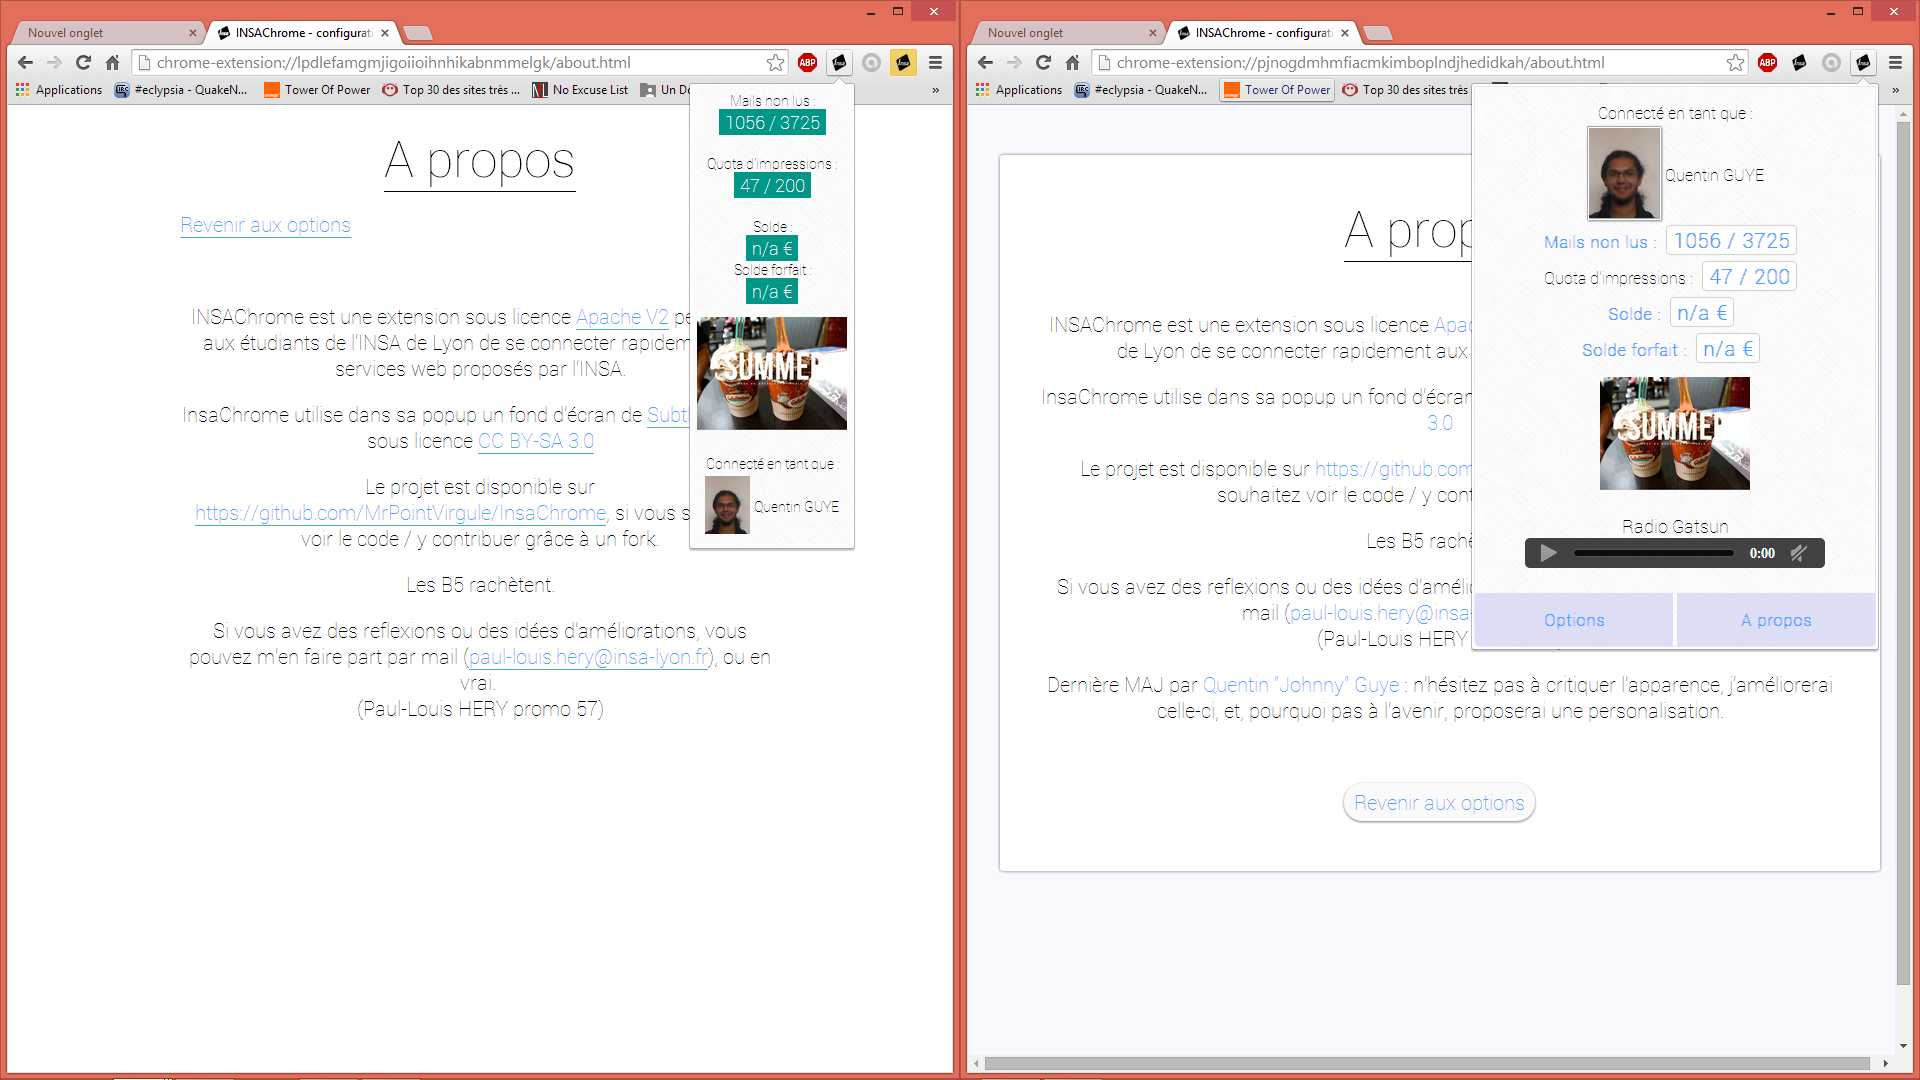 Nouvel onglet
INSAChrome - configurat
chrome-extension://lpdlefamgmjigoiioihnhikabnmmelgk/about.html
ABP
Applications
#eclypsia - QuakeN...
Tower Of Power
Top 30 des sites très ...
No Excuse List
Un Do
»
A propos
Revenir aux options
INSAChrome est une extension sous licence Apache V2 pe
aux étudiants de l'INSA de Lyon de se connecter rapidem
services web proposés par l'INSA.
InsaChrome utilise dans sa popup un fond d'écran de Subtl
sous licence CC BY-SA 3.0
Le projet est disponible sur
https://github.com/MrPointVirgule/InsaChrome, si vous s
voir le code / y contribuer grâce à un fork.
Les B5 rachètent.
Si vous avez des reflexions ou des idées d'améliorations, vous
pouvez m'en faire part par mail (paul-louis.hery@insa-lyon.fr), ou en
vrai.
(Paul-Louis HERY promo 57)
Mails non lus :
1056 / 3725
Quota d'impressions :
47 / 200
Solde :
n/a €
Solde forfait :
n/a €
SUMMER
Connecté en tant que
Quentin GUYE
Nouvel onglet
INSAChrome - configurat
chrome-extension://pjnogdmhmfiacmkimboplndjhedidkah/about.html
ABP
Applications
#eclypsia - QuakeN...
Tower Of Power
Top 30 des sites très
»
A prop
INSAChrome est une extension sous licence Apac
de Lyon de se connecter rapidement aux
InsaChrome utilise dans sa popup un fond d'écran
3.0
Le projet est disponible sur https://github.com
souhaitez voir le code / y cont
Les B5 rachè
Si vous avez des reflexions ou des idées d'améli
mail (paul-louis.hery@insa-
(Paul-Louis HERY
Dernière MAJ par Quentin "Johnny" Guye : n'hésitez pas à critiquer l'apparence, j'améliorerai
celle-ci, et, pourquoi pas à l'avenir, proposerai une personalisation.
Revenir aux options
Connecté en tant que :
Quentin GUYE
Mails non lus : 1056 / 3725
Quota d'impressions : 47 / 200
Solde : n/a €
Solde forfait : n/a €
SUMMER
Radio Gatsun
0:00
Options
A propos